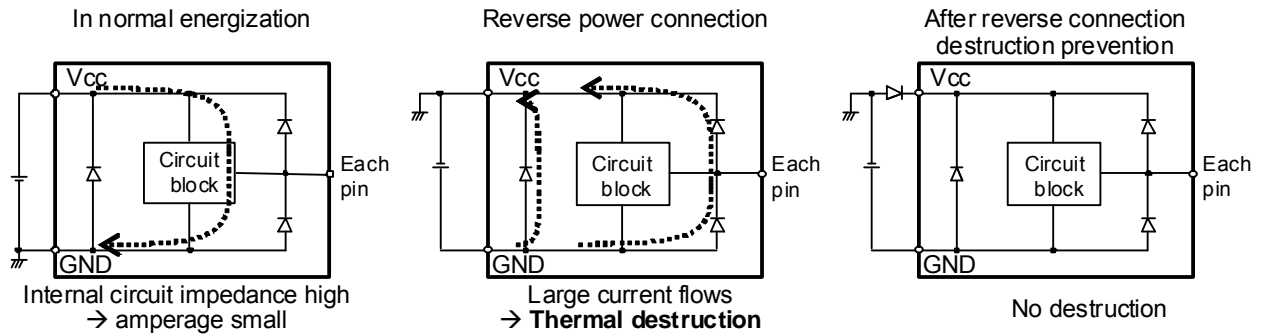 In normal energization
Vcc
Circuit
block
Each
pin
GND
Internal circuit impedance high
→ amperage small
Reverse power connection
Vcc
Circuit
block
Each
pin
GND
Large current flows
→ Thermal destruction
After reverse connection
destruction prevention
Vcc
Circuit
block
Each
pin
GND
No destruction